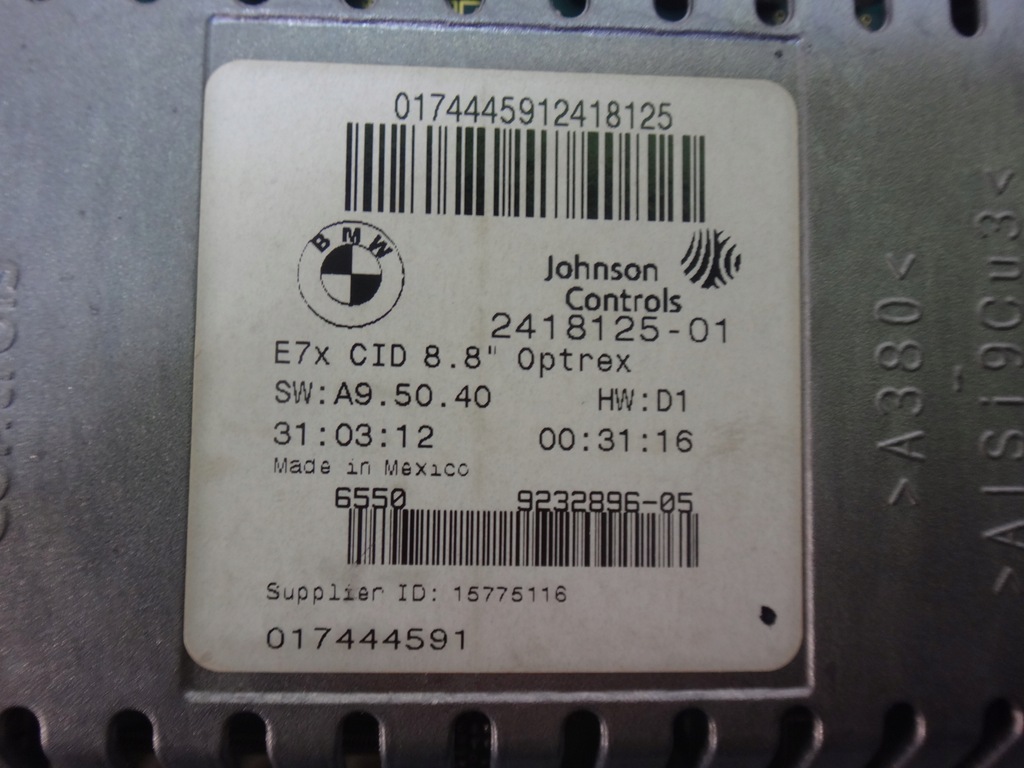 0174445912418125
BMW
Johnson
Controls
2418125-01
E7x CID 8.8" Optrex
SW:A9.50.40 HW:D1
31:03:12 00:31:16
Made in Mexico
6550 9232896-05
Supplier ID: 15775116
017444591
>A380<
>AlSi9Cu3<